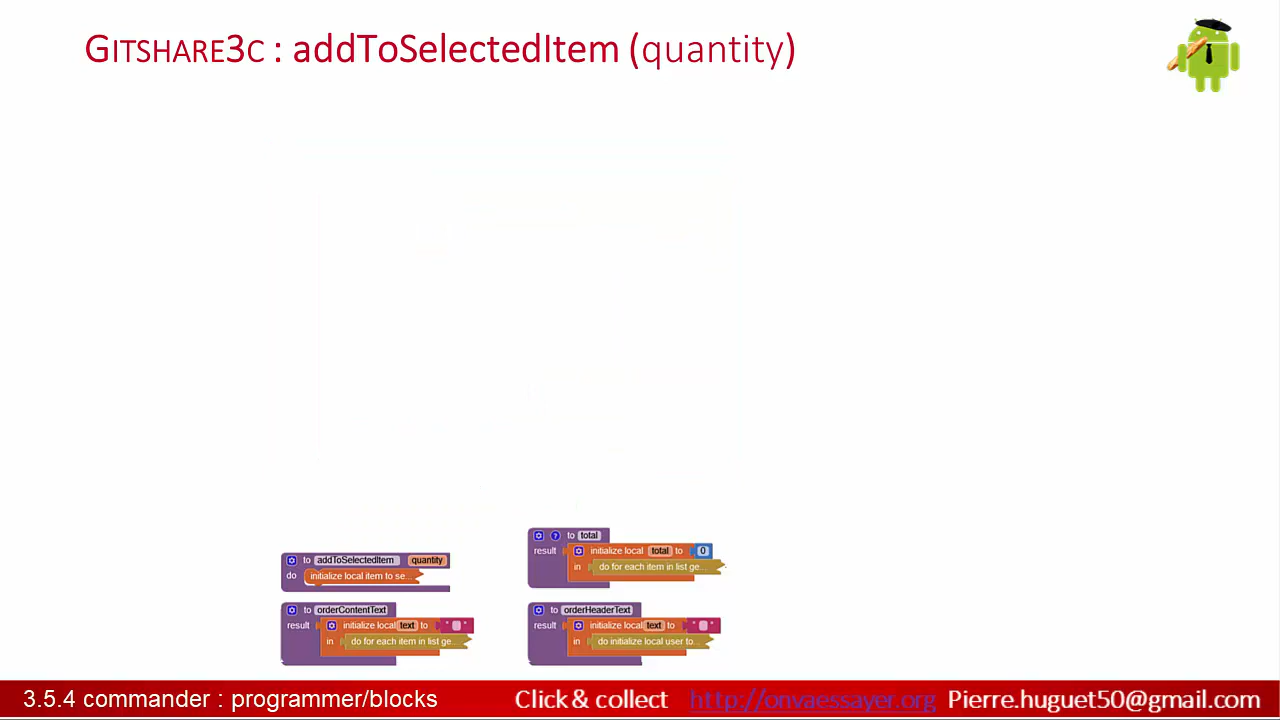 GITSHARE3C : addToSelectedItem (quantity)
to addToSelectedItem quantity
do initialize local item to se...
to total
result initialize local total to 0
in do for each item in list ge...
to orderContentText
result initialize local text to " "
in do for each item in list ge...
to orderHeaderText
result initialize local text to " "
in do initialize local user to...
3.5.4 commander : programmer/blocks Click & collect http://onvaessayer.org Pierre.huguet50@gmail.com